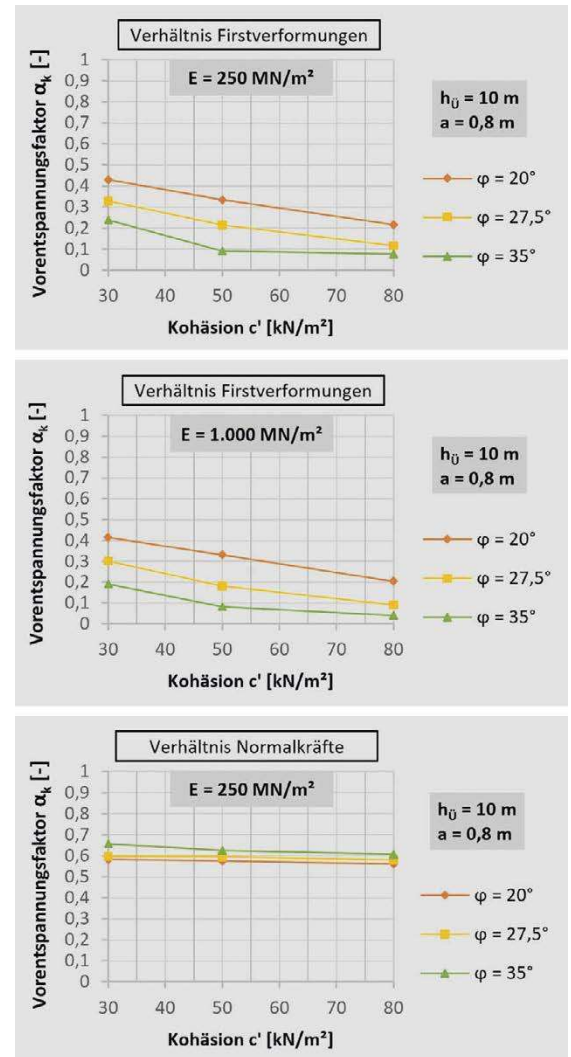 Verhältnis Firstverformungen
E = 250 MN/m²
Vorentspannungsfaktor αk [-]
1
0,9
0,8
0,7
0,6
0,5
0,4
0,3
0,2
0,1
0
30 40 50 60 70 80
Kohäsion c' [kN/m²]
hÜ = 10 m
a = 0,8 m
φ = 20°
φ = 27,5°
φ = 35°
Verhältnis Firstverformungen
E = 1.000 MN/m²
Vorentspannungsfaktor αk [-]
1
0,9
0,8
0,7
0,6
0,5
0,4
0,3
0,2
0,1
0
30 40 50 60 70 80
Kohäsion c' [kN/m²]
hÜ = 10 m
a = 0,8 m
φ = 20°
φ = 27,5°
φ = 35°
Verhältnis Normalkräfte
E = 250 MN/m²
Vorentspannungsfaktor αk [-]
1
0,9
0,8
0,7
0,6
0,5
0,4
0,3
0,2
0,1
0
30 40 50 60 70 80
Kohäsion c' [kN/m²]
hÜ = 10 m
a = 0,8 m
φ = 20°
φ = 27,5°
φ = 35°